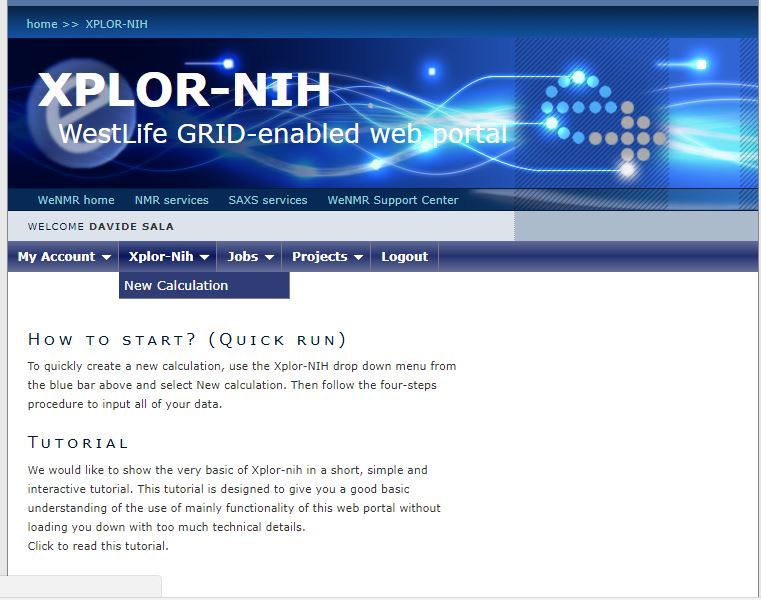 home >> XPLOR-NIH
XPLOR-NIH
WestLife GRID-enabled web portal
WeNMR home NMR services SAXS services WeNMR Support Center
WELCOME DAVIDE SALA
My Account Xplor-Nih Jobs Projects Logout
New Calculation
How to start? (Quick run)
To quickly create a new calculation, use the Xplor-NIH drop down menu from
the blue bar above and select New calculation. Then follow the four-steps
procedure to input all of your data.
Tutorial
We would like to show the very basic of Xplor-nih in a short, simple and
interactive tutorial. This tutorial is designed to give you a good basic
understanding of the use of mainly functionality of this web portal without
loading you down with too much technical details.
Click to read this tutorial.